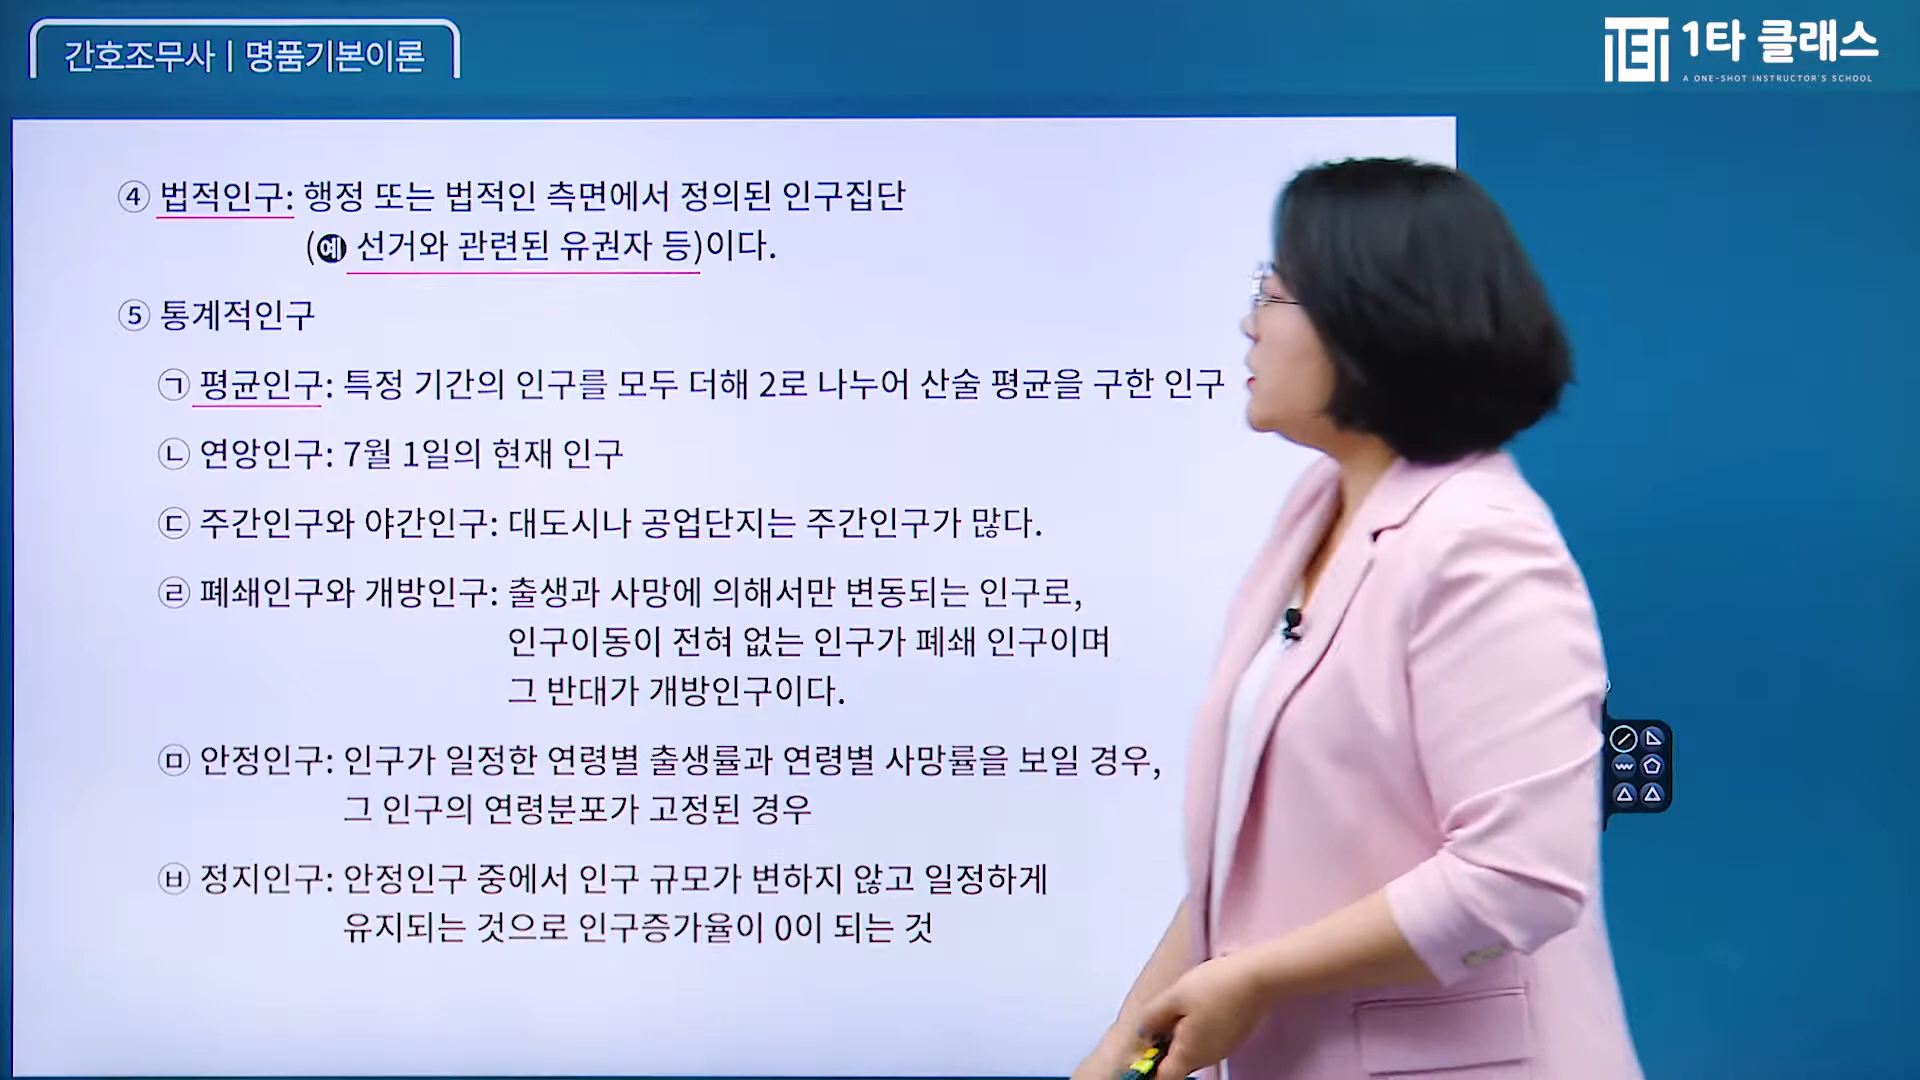 간호조무사 | 명품기본이론
1타 클래스
A ONE-SHOT INSTRUCTOR'S SCHOOL
④ 법적인구: 행정 또는 법적인 측면에서 정의된 인구집단
(예 선거와 관련된 유권자 등)이다.
⑤ 통계적인구
㉠ 평균인구: 특정 기간의 인구를 모두 더해 2로 나누어 산술 평균을 구한 인구
㉡ 연앙인구: 7월 1일의 현재 인구
㉢ 주간인구와 야간인구: 대도시나 공업단지는 주간인구가 많다.
㉣ 폐쇄인구와 개방인구: 출생과 사망에 의해서만 변동되는 인구로,
인구이동이 전혀 없는 인구가 폐쇄 인구이며
그 반대가 개방인구이다.
㉤ 안정인구: 인구가 일정한 연령별 출생률과 연령별 사망률을 보일 경우,
그 인구의 연령분포가 고정된 경우
㉥ 정지인구: 안정인구 중에서 인구 규모가 변하지 않고 일정하게
유지되는 것으로 인구증가율이 0이 되는 것